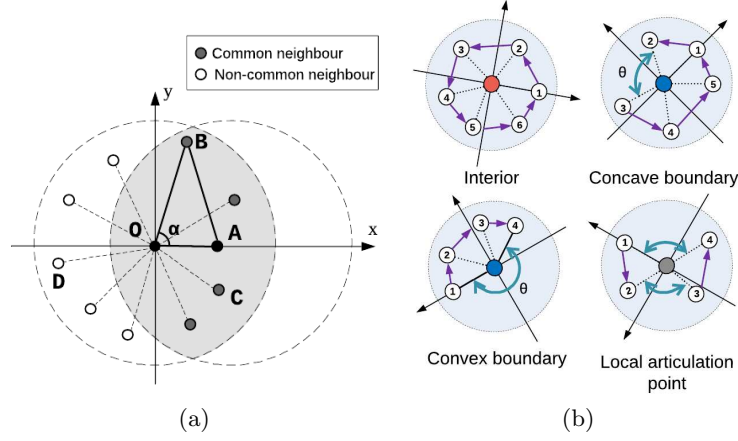 Common neighbour
Non-common neighbour
y
x
B
O
α
A
D
C
(a)
3
2
4
1
5
6
Interior
2
1
θ
5
3
4
Concave boundary
3
4
2
1
θ
Convex boundary
1
4
2
3
Local articulation
point
(b)